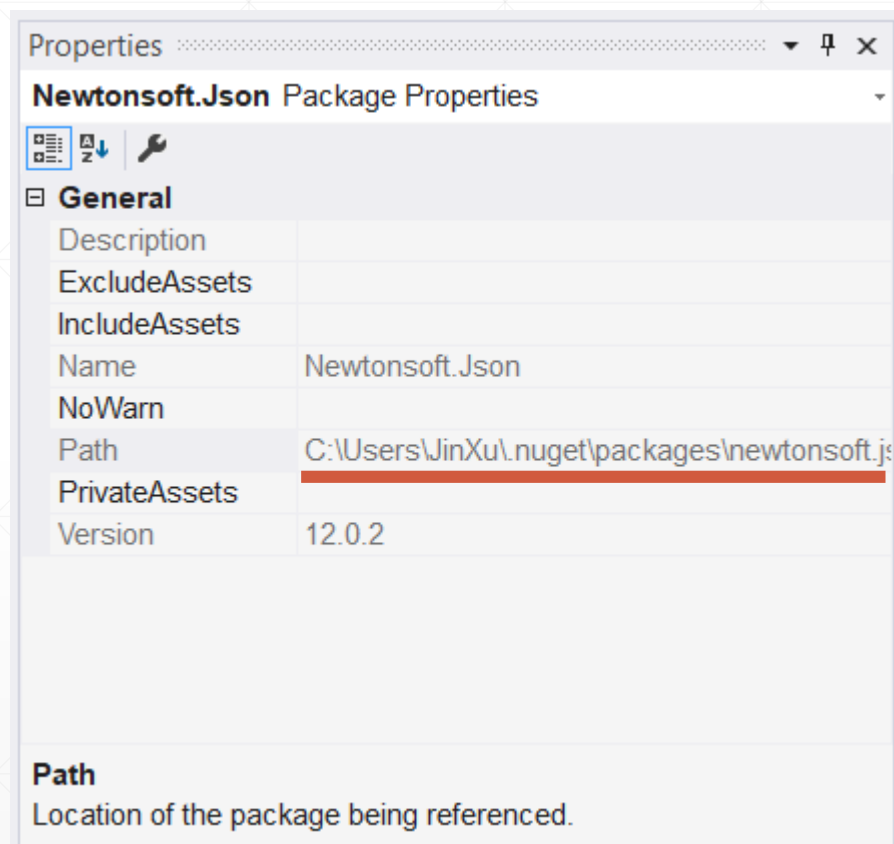 Properties
Newtonsoft.Json Package Properties
General
Description
ExcludeAssets
IncludeAssets
Name Newtonsoft.Json
NoWarn
Path C:\Users\JinXu\.nuget\packages\newtonsoft.js
PrivateAssets
Version 12.0.2
Path
Location of the package being referenced.